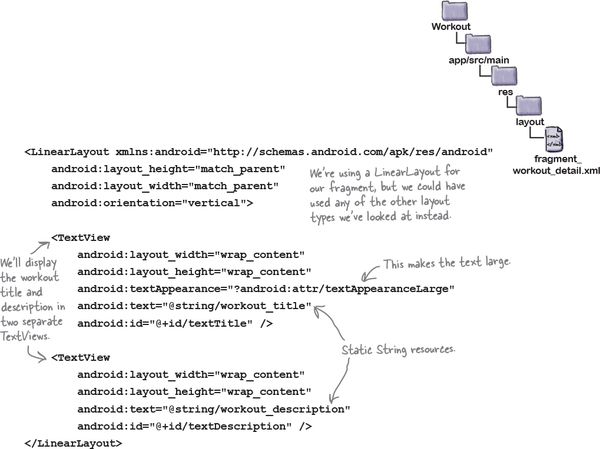 Workout
app/src/main
res
layout
fragment_
workout_detail.xml
<LinearLayout xmlns:android="http://schemas.android.com/apk/res/android"
android:layout_height="match_parent"
android:layout_width="match_parent"
android:orientation="vertical">
We're using a LinearLayout for
our fragment, but we could have
used any of the other layout
types we've looked at instead.
We'll display
the workout
title and
description in
two separate
TextViews.
<TextView
android:layout_width="wrap_content"
android:layout_height="wrap_content"
android:textAppearance="?android:attr/textAppearanceLarge"
android:text="@string/workout_title"
android:id="@+id/textTitle" />
This makes the text large.
Static String resources.
<TextView
android:layout_width="wrap_content"
android:layout_height="wrap_content"
android:text="@string/workout_description"
android:id="@+id/textDescription" />
</LinearLayout>